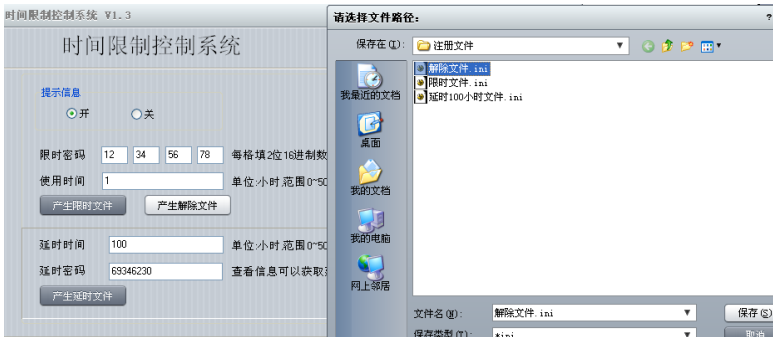 时间限制控制系统 V1.3
时间限制控制系统
提示信息
开
关
限时密码
12
34
56
78
每格填2位16进制数
使用时间
1
单位:小时,范围0~50
产生限时文件
产生解除文件
延时时间
100
单位:小时,范围0~50
延时密码
69346230
查看信息可以获取
产生延时文件
请选择文件路径:
?
保存在(I):
注册文件
我最近的文档
桌面
我的文档
我的电脑
网上邻居
解除文件.ini
限时文件.ini
延时100小时文件.ini
文件名(N):
解除文件.ini
保存(S)
保存类型(T):
*ini
取消